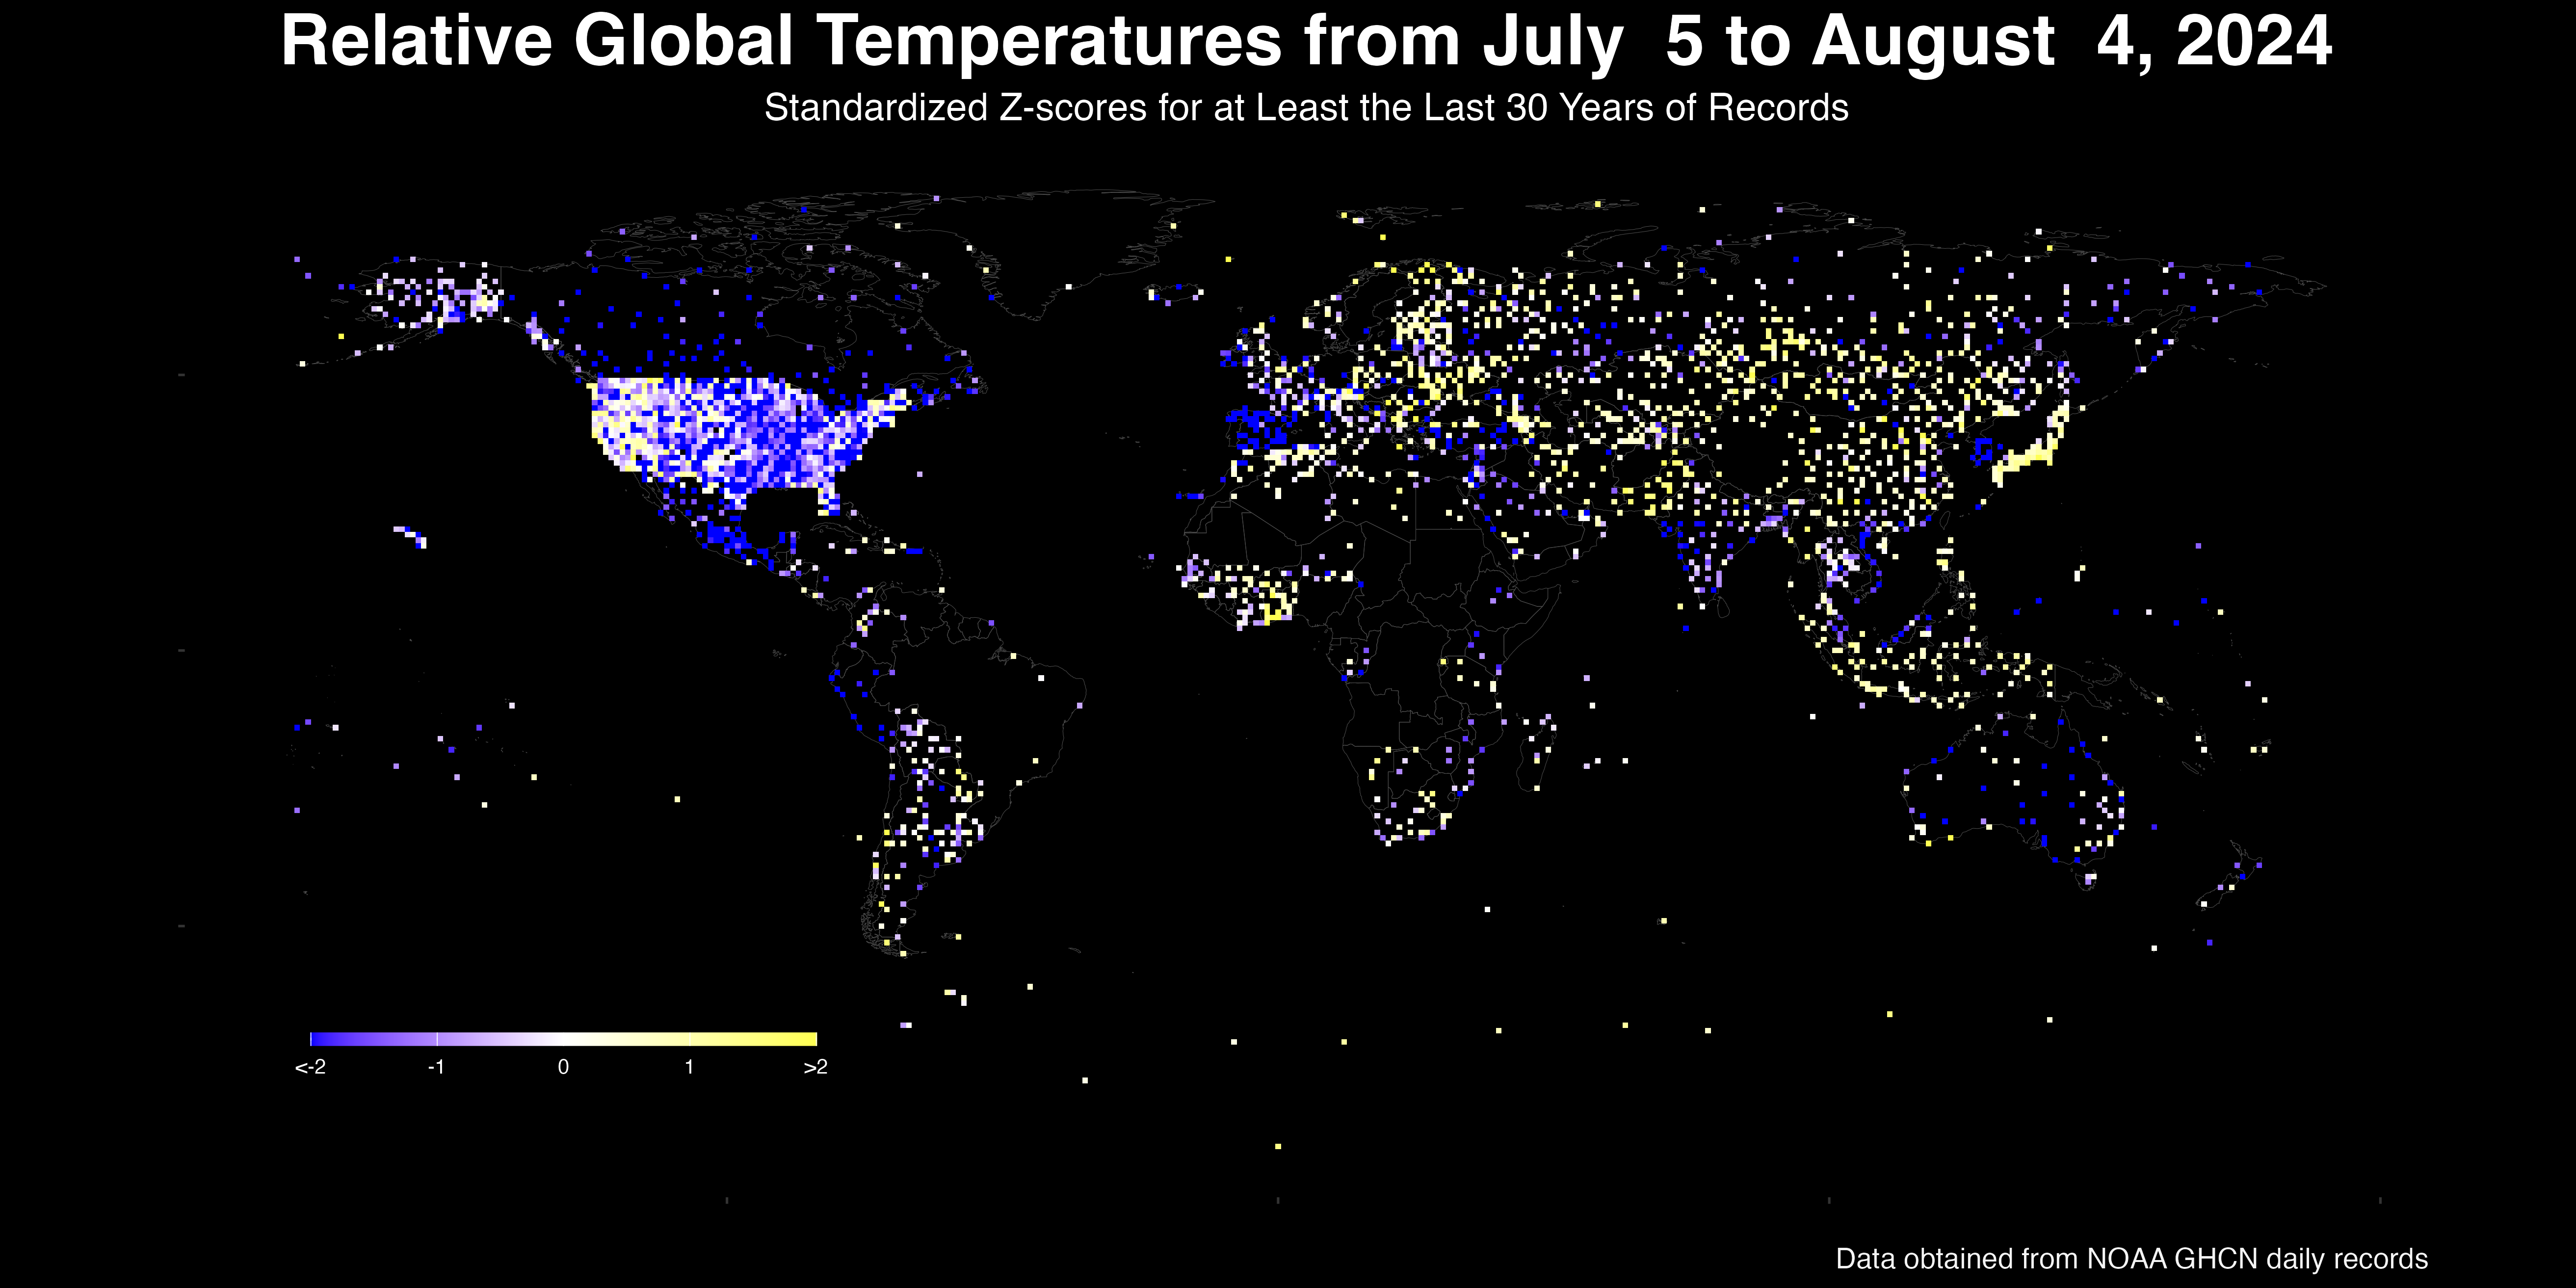 Relative Global Temperatures from July  5 to August  4, 2024
Standardized Z-scores for at Least the Last 30 Years of Records
<-2 -1 0 1 >2
Data obtained from NOAA GHCN daily records